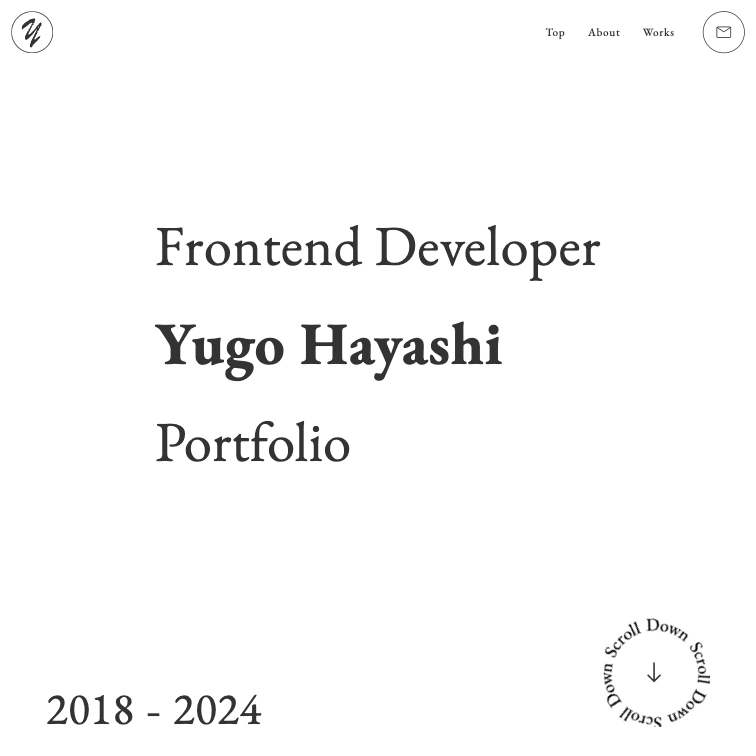 Y
Top About Works
Frontend Developer
Yugo Hayashi
Portfolio
Scroll Down Scroll Down Scroll Down
2018 - 2024